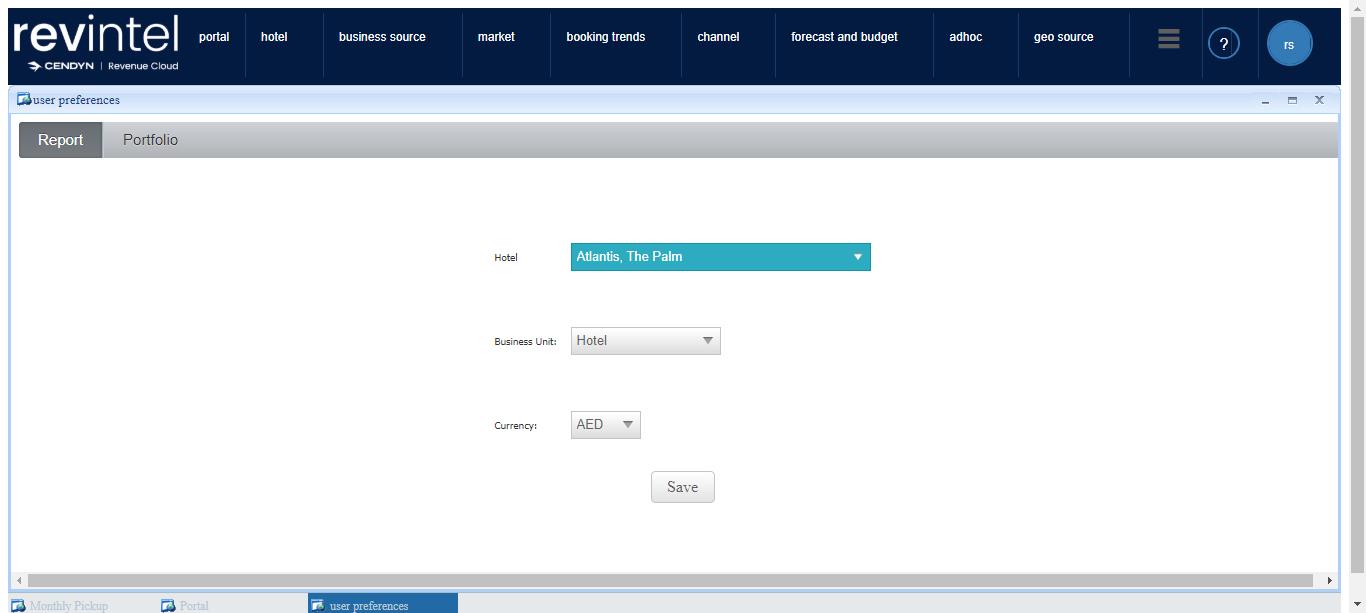 revintel
CENDYN | Revenue Cloud
portal hotel business source market booking trends channel forecast and budget adhoc geo source ? rs
user preferences
Report Portfolio
Hotel Atlantis, The Palm
Business Unit: Hotel
Currency: AED
Save
Monthly Pickup Portal user preferences